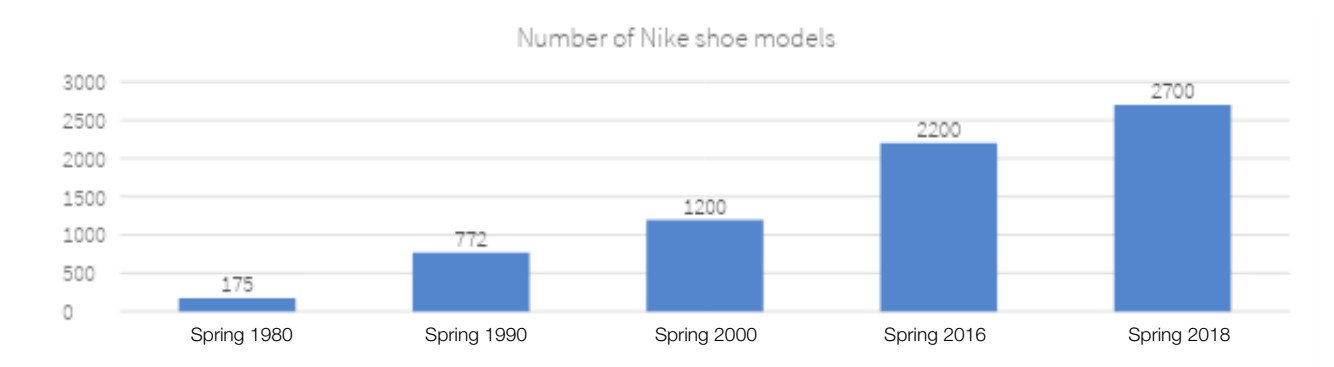 Number of Nike shoe models
3000
2500
2000
1500
1000
500
0
175
772
1200
2200
2700
Spring 1980
Spring 1990
Spring 2000
Spring 2016
Spring 2018